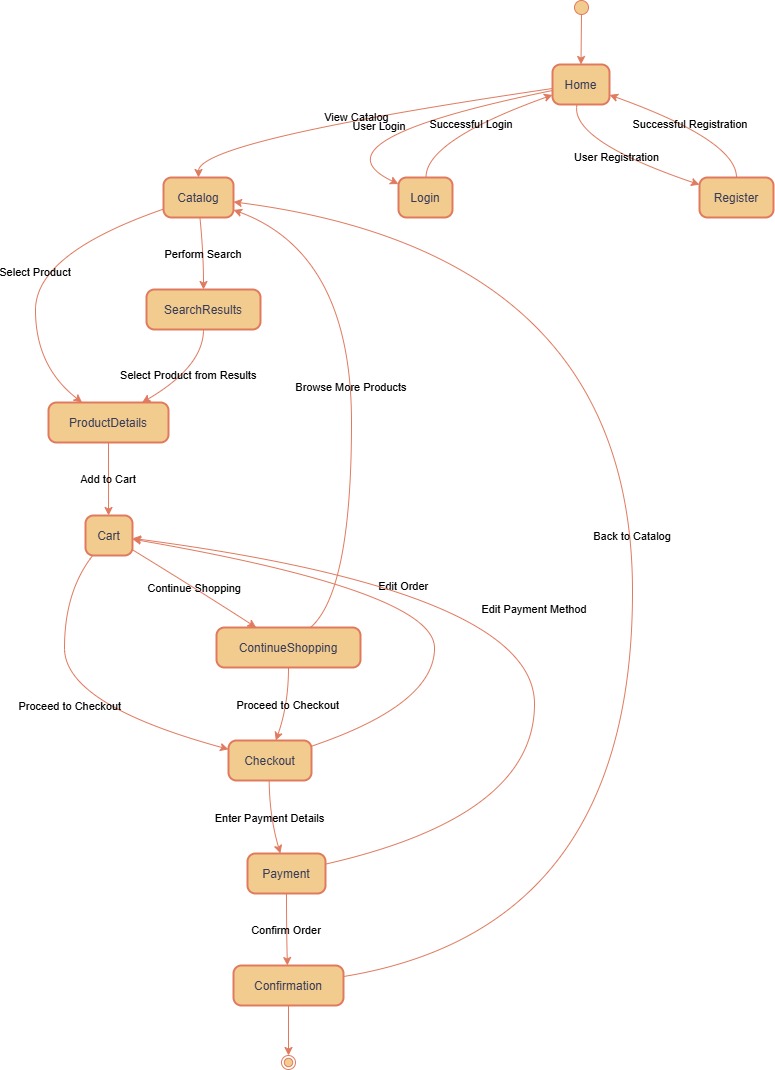 Home
View Catalog
User Login
Successful Login
Successful Registration
User Registration
Catalog
Login
Register
Perform Search
Select Product
SearchResults
Select Product from Results
Browse More Products
ProductDetails
Add to Cart
Cart
Back to Catalog
Continue Shopping
Edit Order
Edit Payment Method
ContinueShopping
Proceed to Checkout
Proceed to Checkout
Checkout
Enter Payment Details
Payment
Confirm Order
Confirmation